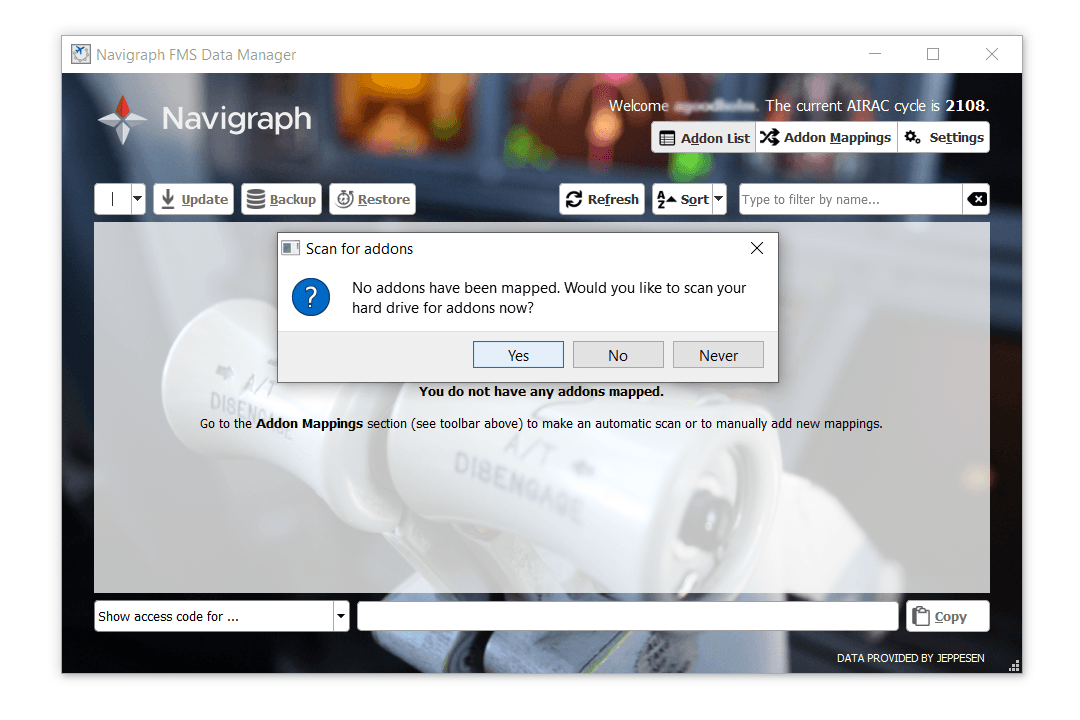 Navigraph FMS Data Manager
Navigraph
Welcome . The current AIRAC cycle is 2108.
Addon List
Addon Mappings
Settings
Update
Backup
Restore
Refresh
A Z Sort
Type to filter by name...
Scan for addons
? No addons have been mapped. Would you like to scan your
hard drive for addons now?
Yes
No
Never
You do not have any addons mapped.
Go to the Addon Mappings section (see toolbar above) to make an automatic scan or to manually add new mappings.
A/T
DISENGAGE
A/T
DISENGAGE
Show access code for ...
Copy
DATA PROVIDED BY JEPPESEN